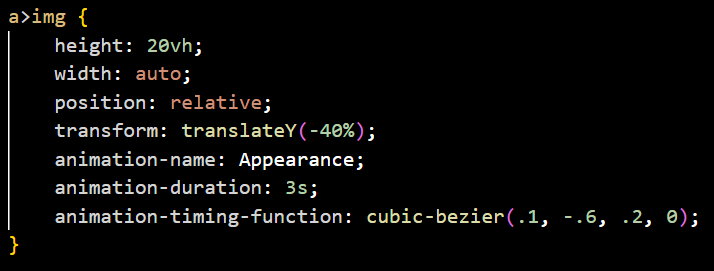 a>img {
height: 20vh;
width: auto;
position: relative;
transform: translateY(-40%);
animation-name: Appearance;
animation-duration: 3s;
animation-timing-function: cubic-bezier(.1, -.6, .2, 0);
}